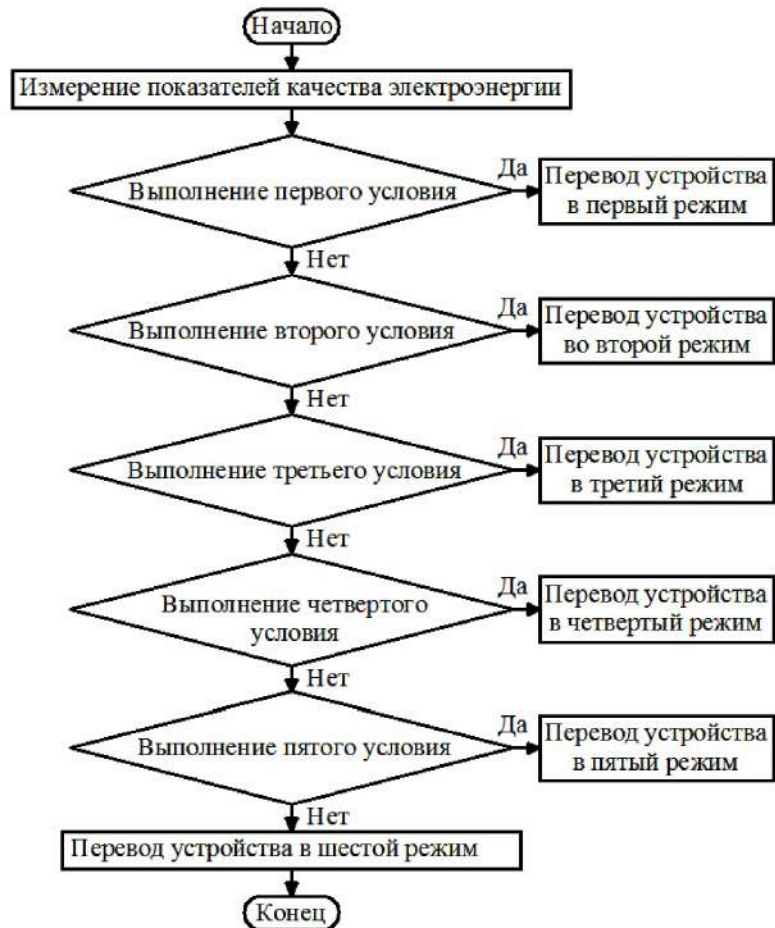 Начало
Измерение показателей качества электроэнергии
Выполнение первого условия
Да
Перевод устройства
в первый режим
Нет
Выполнение второго условия
Да
Перевод устройства
во второй режим
Нет
Выполнение третьего условия
Да
Перевод устройства
в третий режим
Нет
Выполнение четвертого
условия
Да
Перевод устройства
в четвертый режим
Нет
Выполнение пятого условия
Да
Перевод устройства
в пятый режим
Нет
Перевод устройства в шестой режим
Конец